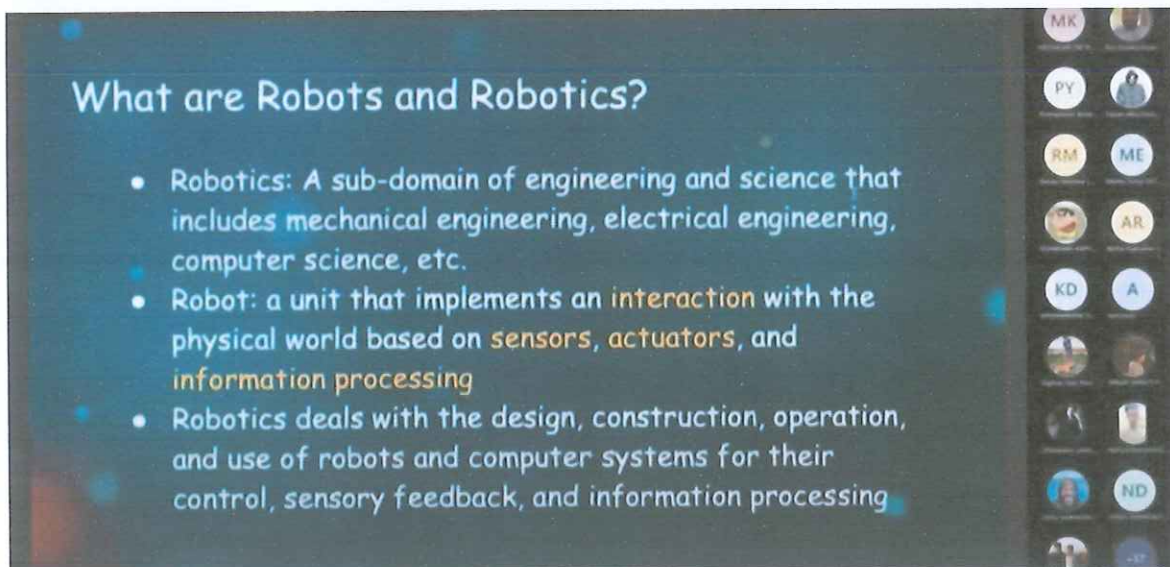 What are Robots and Robotics?
• Robotics: A sub-domain of engineering and science that
includes mechanical engineering, electrical engineering,
computer science, etc.
• Robot: a unit that implements an interaction with the
physical world based on sensors, actuators, and
information processing
• Robotics deals with the design, construction, operation,
and use of robots and computer systems for their
control, sensory feedback, and information processing
MK
PY
RM ME
AR
KD A
ND